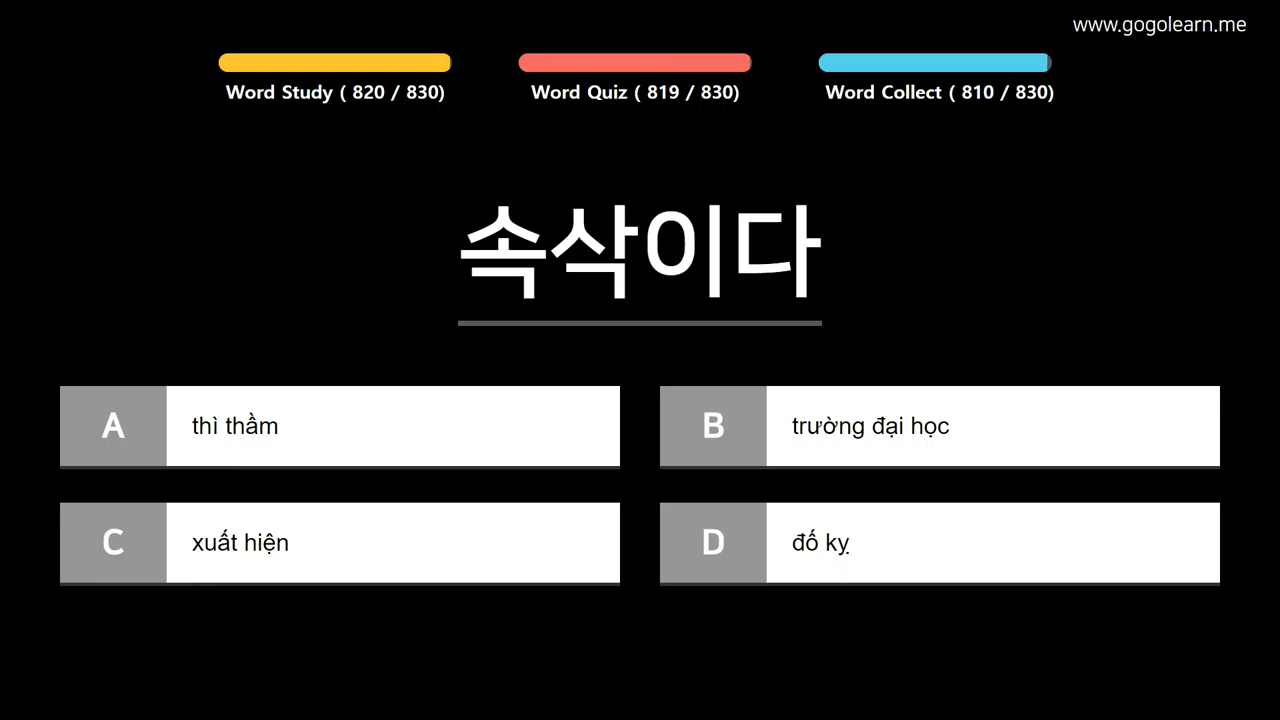 www.gogolearn.me
Word Study ( 820 / 830)
Word Quiz ( 819 / 830)
Word Collect ( 810 / 830)
속삭이다
A thì thầm
B trường đại học
C xuất hiện
D đố kỵ